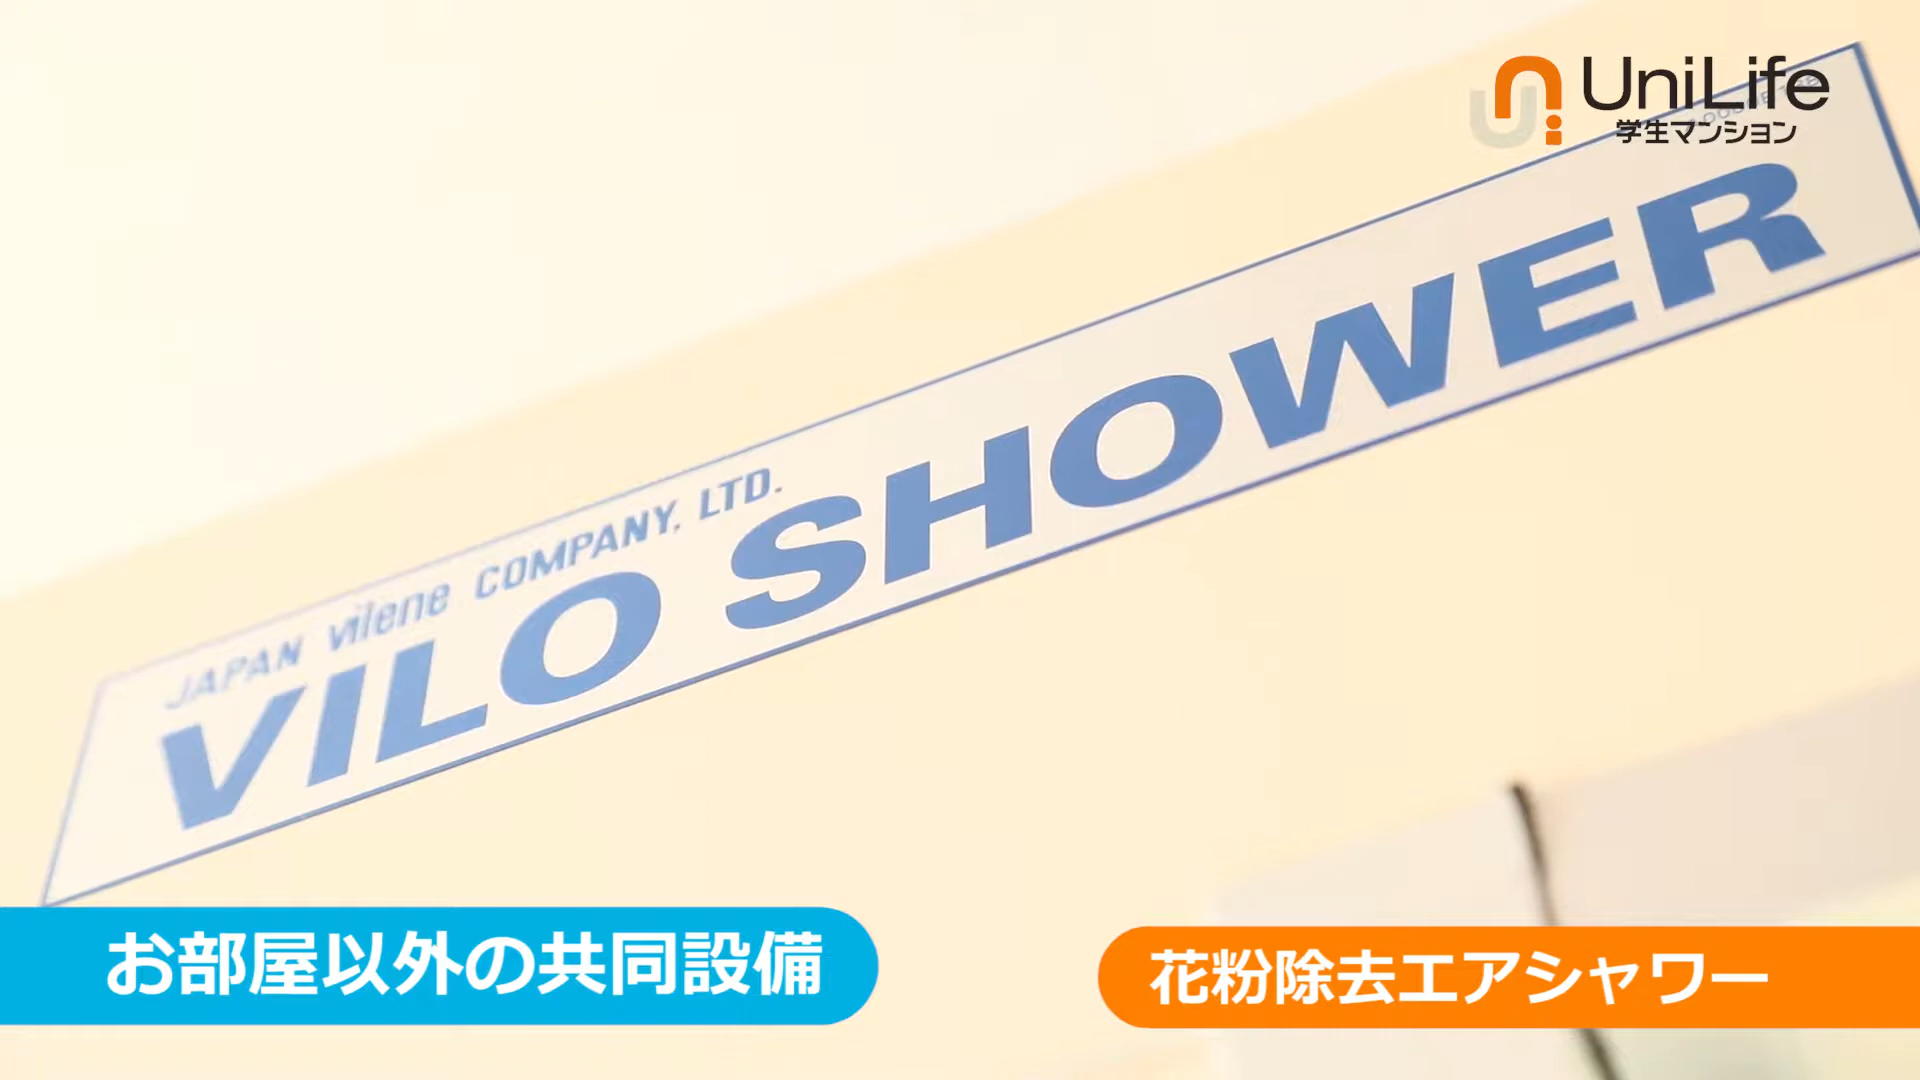 UniLife
学生マンション
JAPAN vilene COMPANY, LTD.
VILO SHOWER
お部屋以外の共同設備
花粉除去エアシャワー